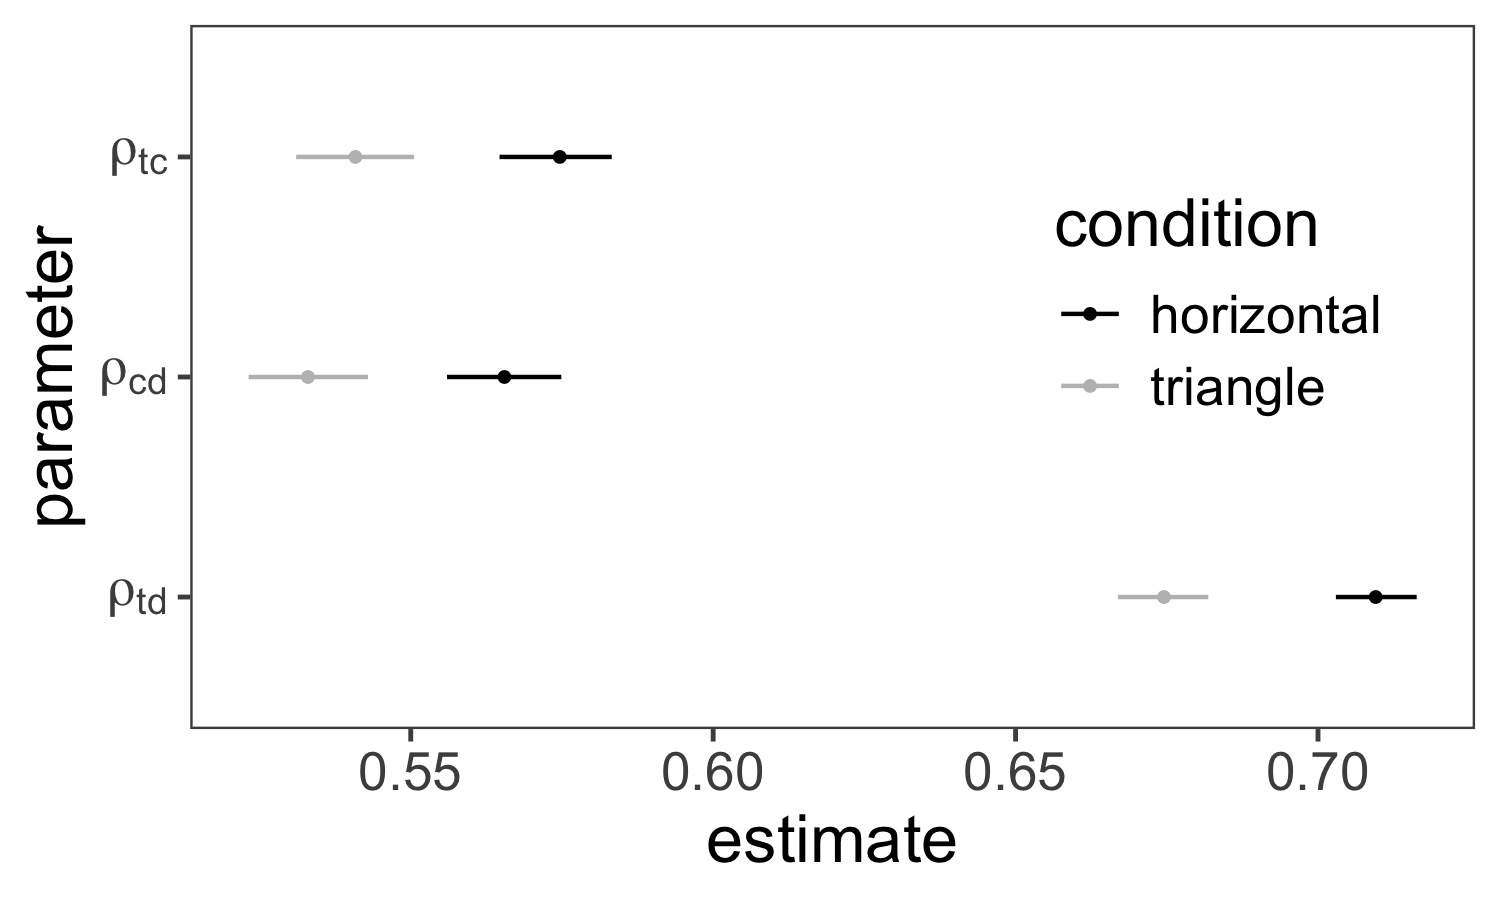 parameter
ρtc
ρcd
ρtd
condition
horizontal
triangle
0.55 0.60 0.65 0.70
estimate